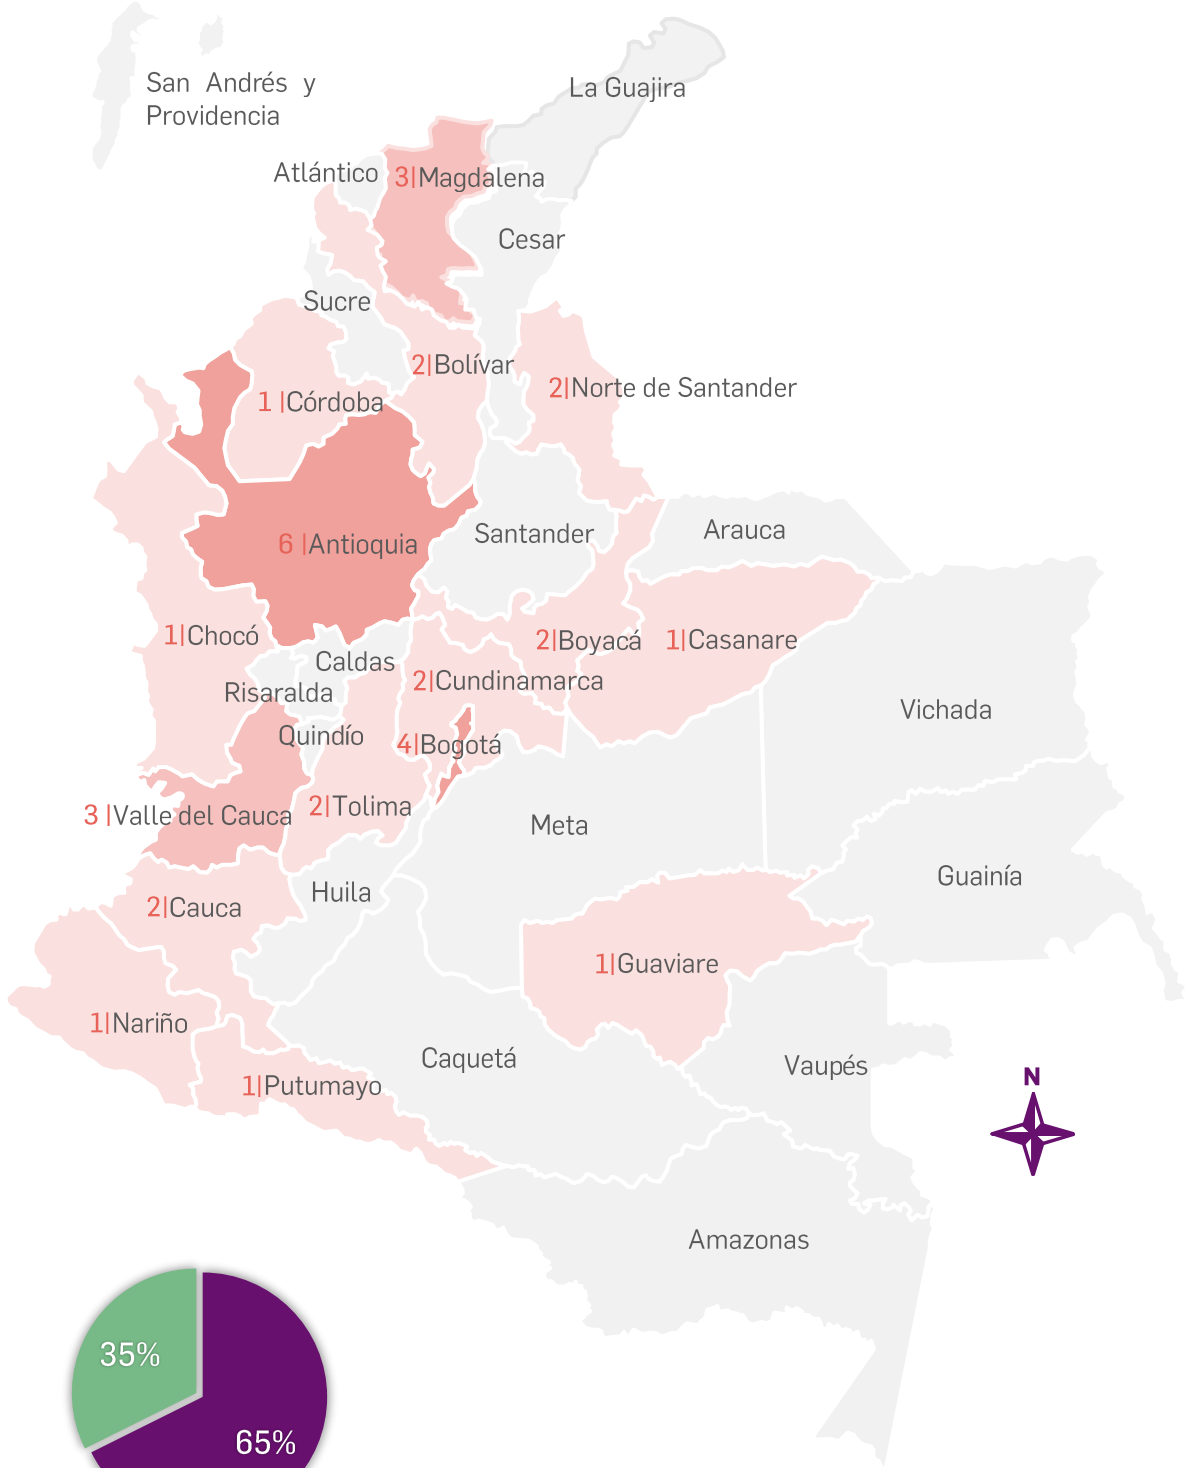 La Guajira
San Andrés y
Providencia
Atlántico
3|Magdalena
Cesar
Sucre
2|Bolívar
2|Norte de Santander
1 |Córdoba
Santander
Arauca
6 |Antioquia
1|Chocó
2|Boyacá
1|Casanare
Caldas
2|Cundinamarca
Risaralda
Vichada
Quindío
4|Bogotá
2|Tolima
3 |Valle del Cauca
Meta
Guainía
Huila
2|Cauca
1|Guaviare
1|Nariño
Caquetá
Vaupés
N
1|Putumayo
Amazonas
35%
65%